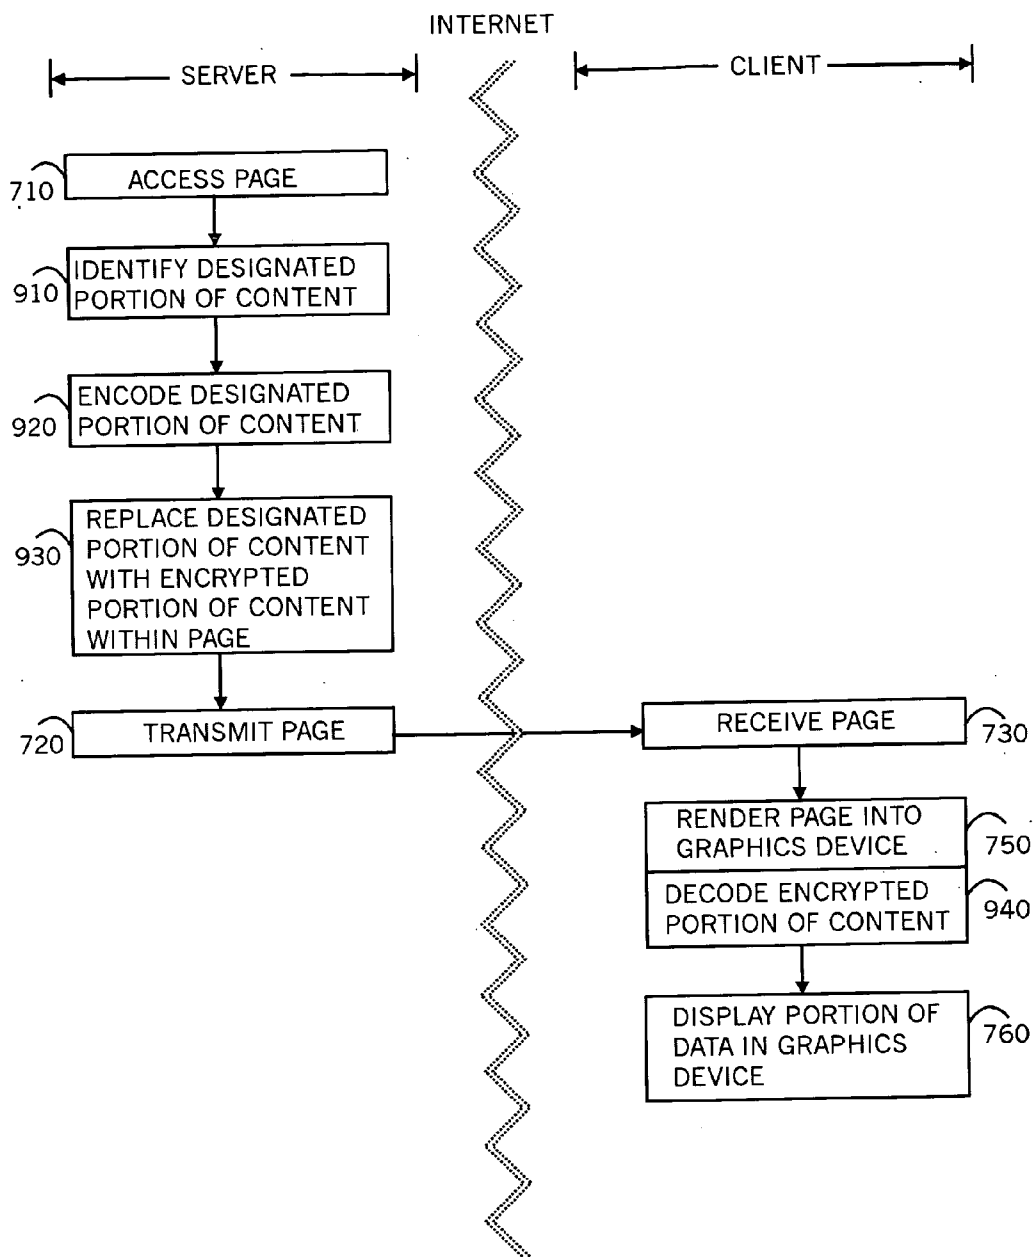 INTERNET
SERVER
CLIENT
710
ACCESS PAGE
910
IDENTIFY DESIGNATED
PORTION OF CONTENT
920
ENCODE DESIGNATED
PORTION OF CONTENT
930
REPLACE DESIGNATED
PORTION OF CONTENT
WITH ENCRYPTED
PORTION OF CONTENT
WITHIN PAGE
720
TRANSMIT PAGE
RECEIVE PAGE
730
RENDER PAGE INTO
GRAPHICS DEVICE
750
DECODE ENCRYPTED
PORTION OF CONTENT
940
DISPLAY PORTION OF
DATA IN GRAPHICS
DEVICE
760